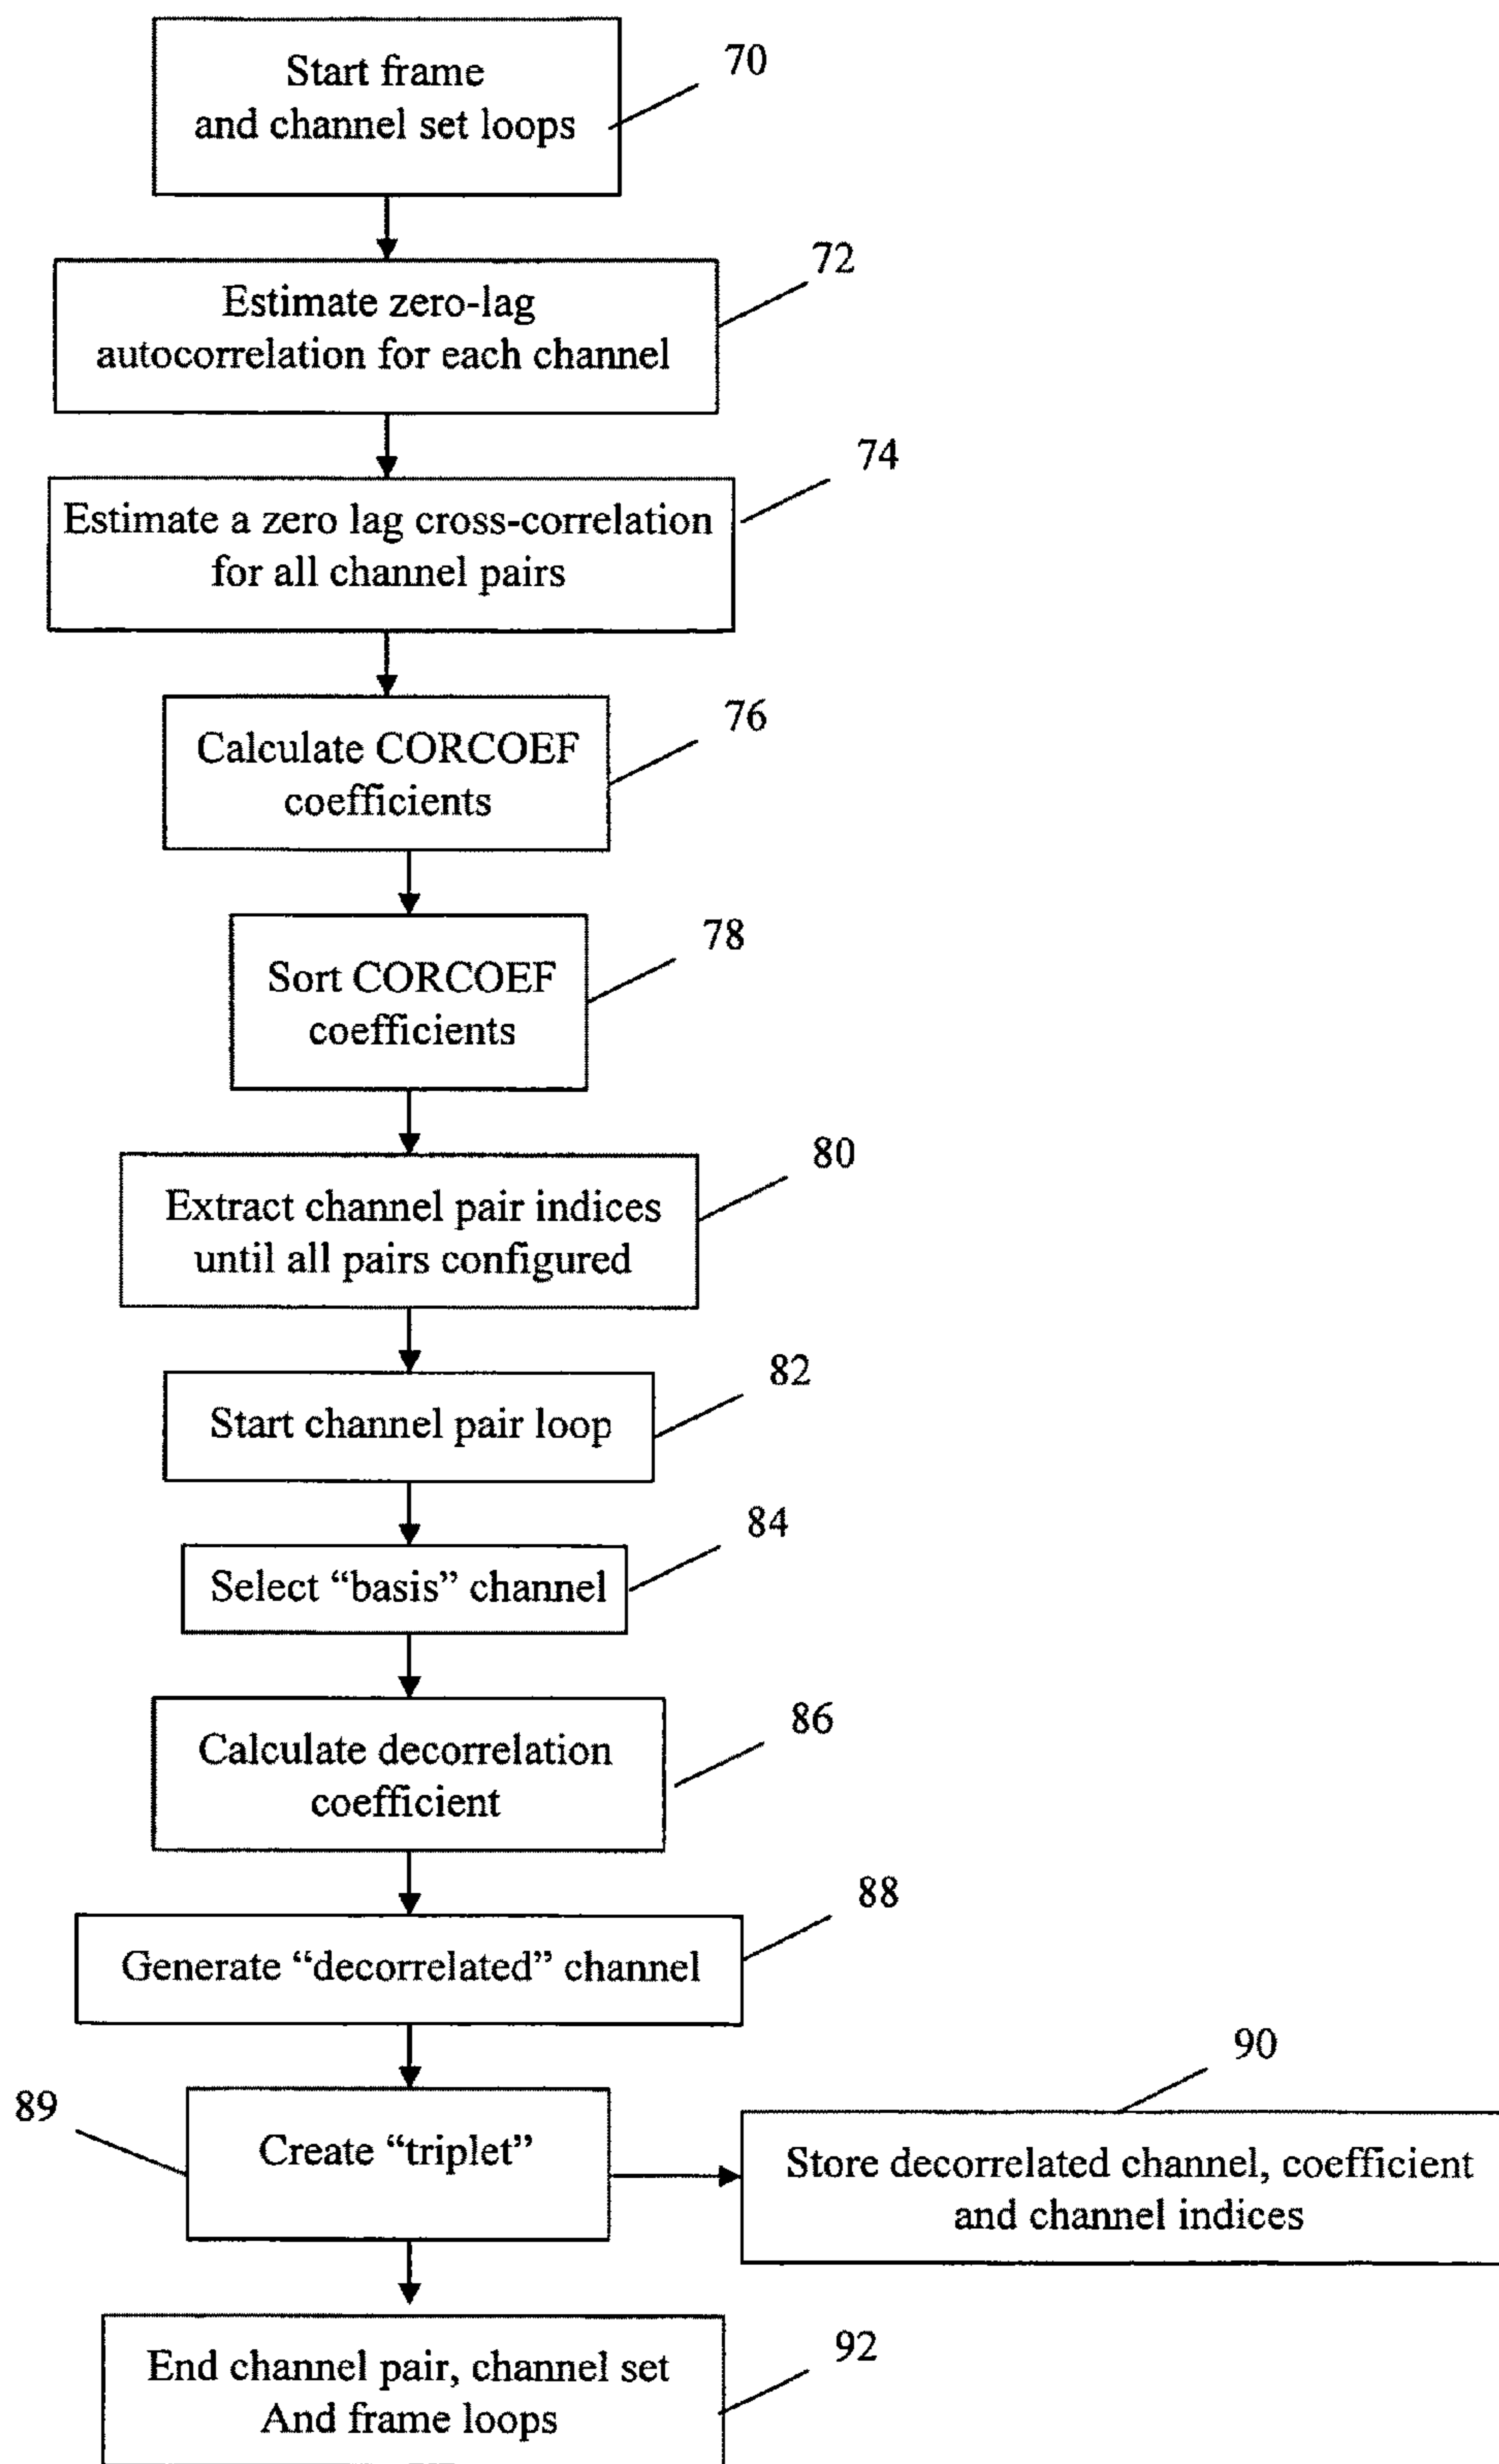 Start frame
and channel set loops
70
Estimate zero-lag
autocorrelation for each channel
72
Estimate a zero lag cross-correlation
for all channel pairs
74
Calculate CORCOEF
coefficients
76
Sort CORCOEF
coefficients
78
Extract channel pair indices
until all pairs configured
80
Start channel pair loop
82
Select “basis” channel
84
Calculate decorrelation
coefficient
86
Generate “decorrelated” channel
88
89
Create “triplet”
90
Store decorrelated channel, coefficient
and channel indices
End channel pair, channel set
And frame loops
92